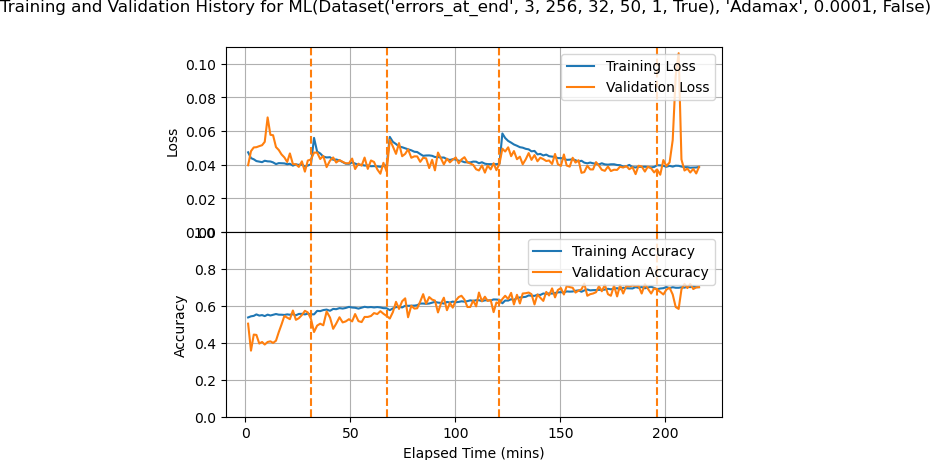 Training and Validation History for ML(Dataset('errors_at_end', 3, 256, 32, 50, 1, True), 'Adamax', 0.0001, False)
0.10
0.08
0.06
0.04
0.02
0.00
Loss
Training Loss
Validation Loss
1.0
0.8
0.6
0.4
0.2
0.0
Accuracy
Training Accuracy
Validation Accuracy
0
50
100
150
200
Elapsed Time (mins)